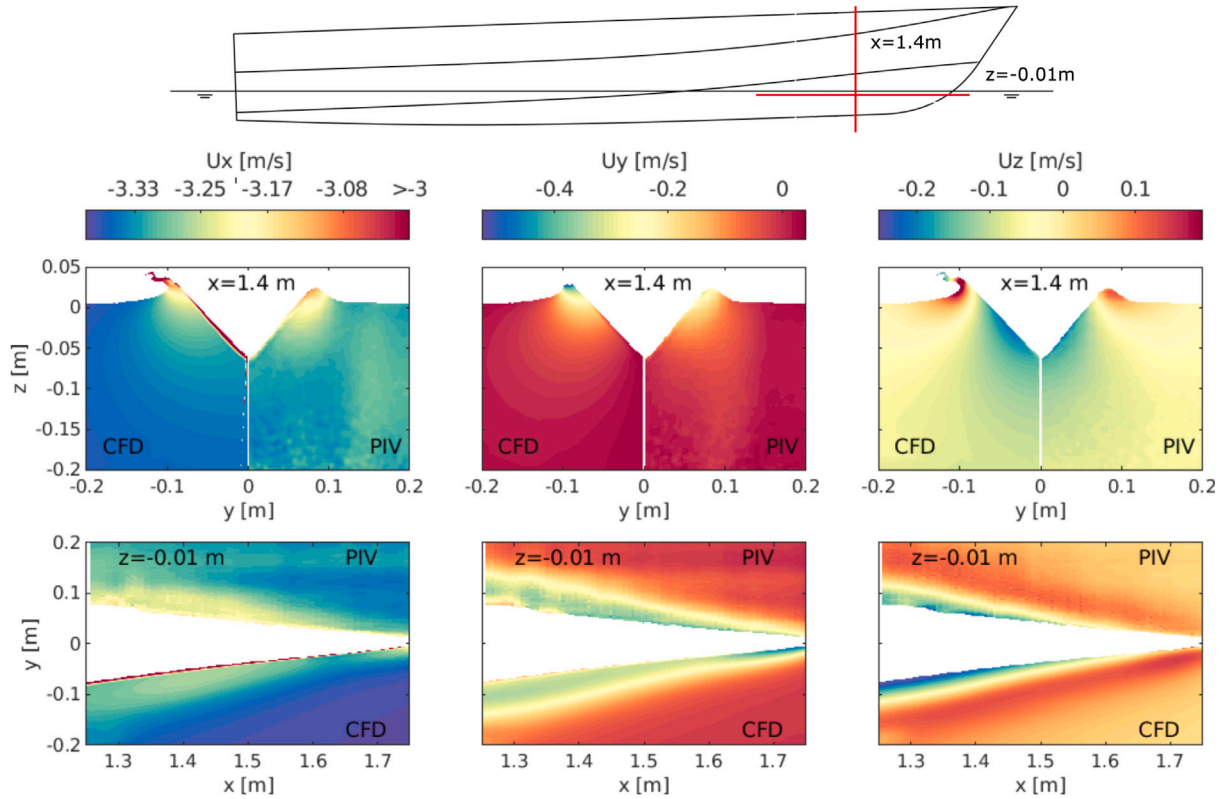 x=1.4m
z=-0.01m
Ux [m/s] Uy [m/s] Uz [m/s]
-3.33 -3.25 -3.17 -3.08 >-3 -0.4 -0.2 0 -0.2 -0.1 0 0.1
0.05
0
-0.05
-0.1
-0.15
-0.2
z [m]
x=1.4 m x=1.4 m x=1.4 m
CFD PIV CFD PIV CFD PIV
-0.2 -0.1 0 0.1 0.2 -0.2 -0.1 0 0.1 0.2 -0.2 -0.1 0 0.1 0.2
y [m] y [m] y [m]
0.2
0.1
0
-0.1
-0.2
y [m]
z=-0.01 m PIV z=-0.01 m PIV z=-0.01 m PIV
CFD CFD CFD
1.3 1.4 1.5 1.6 1.7 1.3 1.4 1.5 1.6 1.7 1.3 1.4 1.5 1.6 1.7
x [m] x [m] x [m]